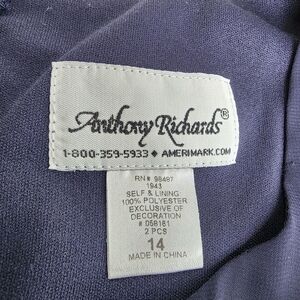 Anthony Richards®
1-800-359-5933 ♦ AMERIMARK.COM
RN# 98487
1943
SELF & LINING
100% POLYESTER
EXCLUSIVE OF
DECORATION
# 058161
2 PCS
14
MADE IN CHINA